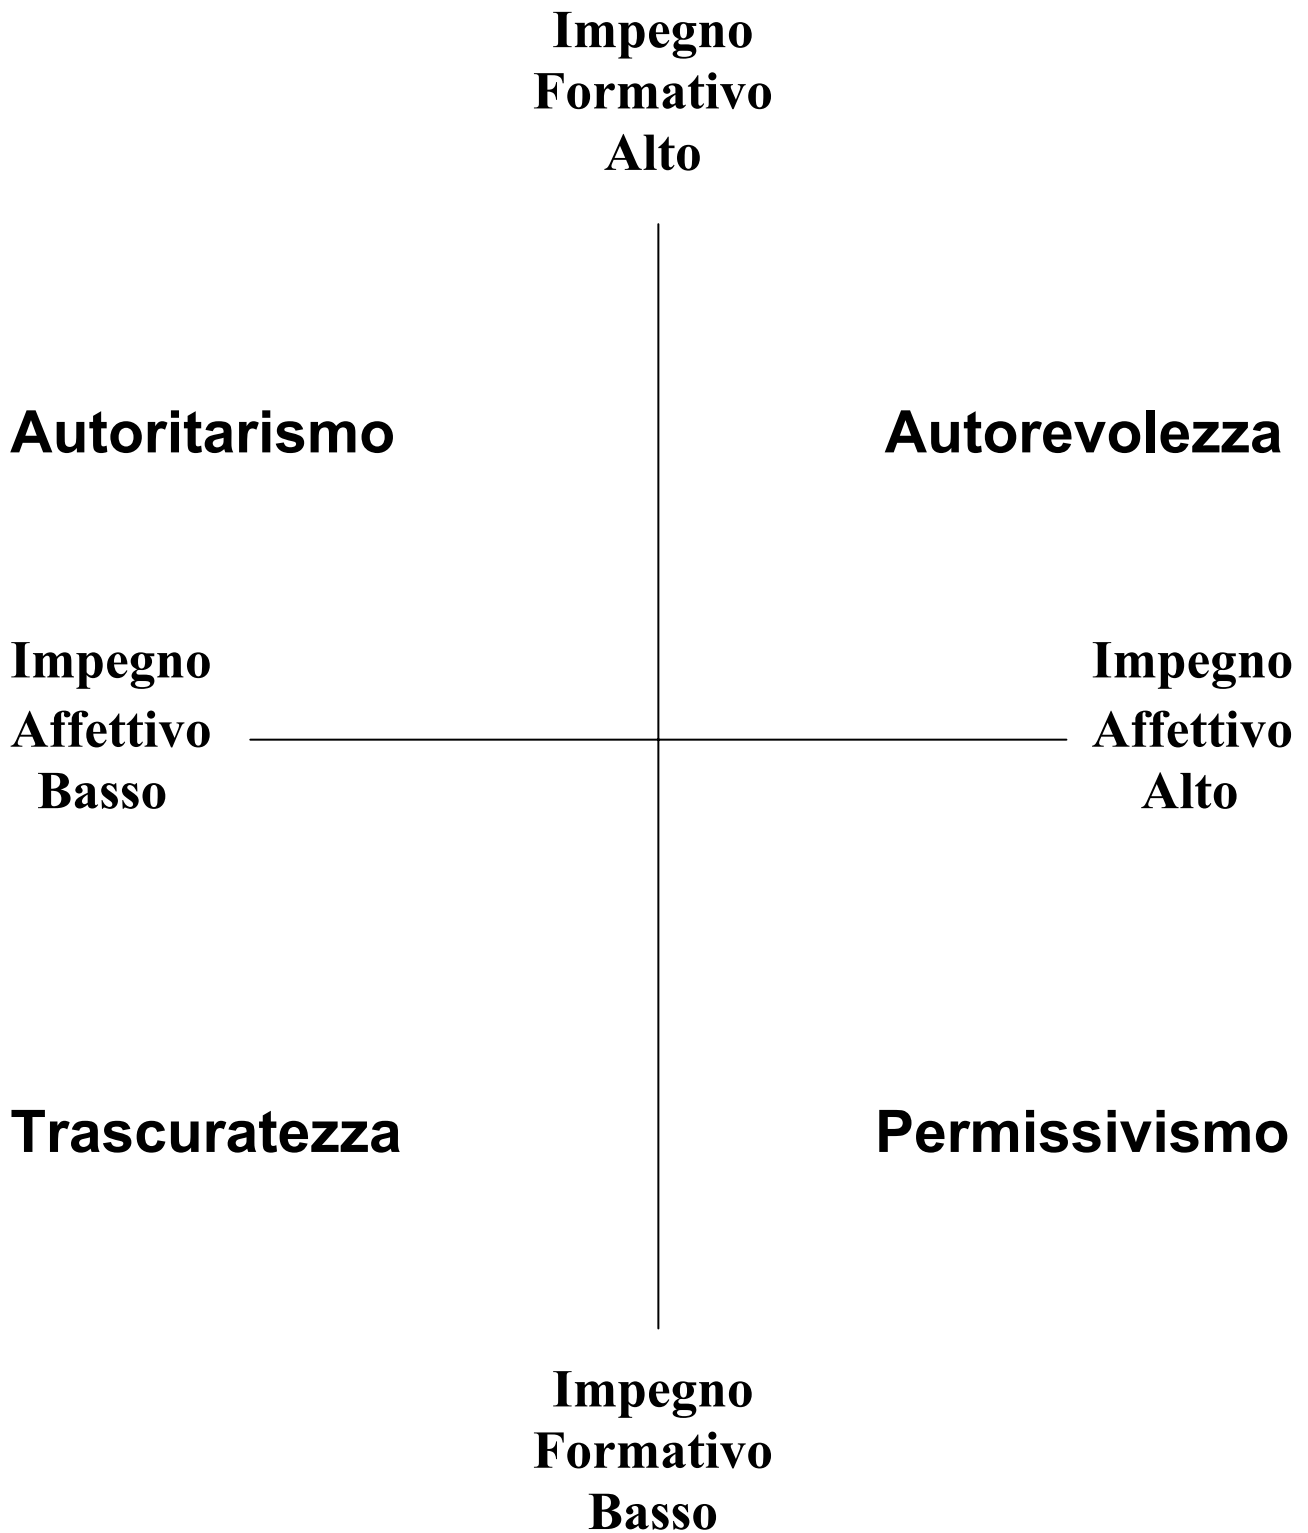 Impegno
Formativo
Alto
Autoritarismo
Autorevolezza
Impegno
Affettivo
Basso
Impegno
Affettivo
Alto
Trascuratezza
Permissivismo
Impegno
Formativo
Basso